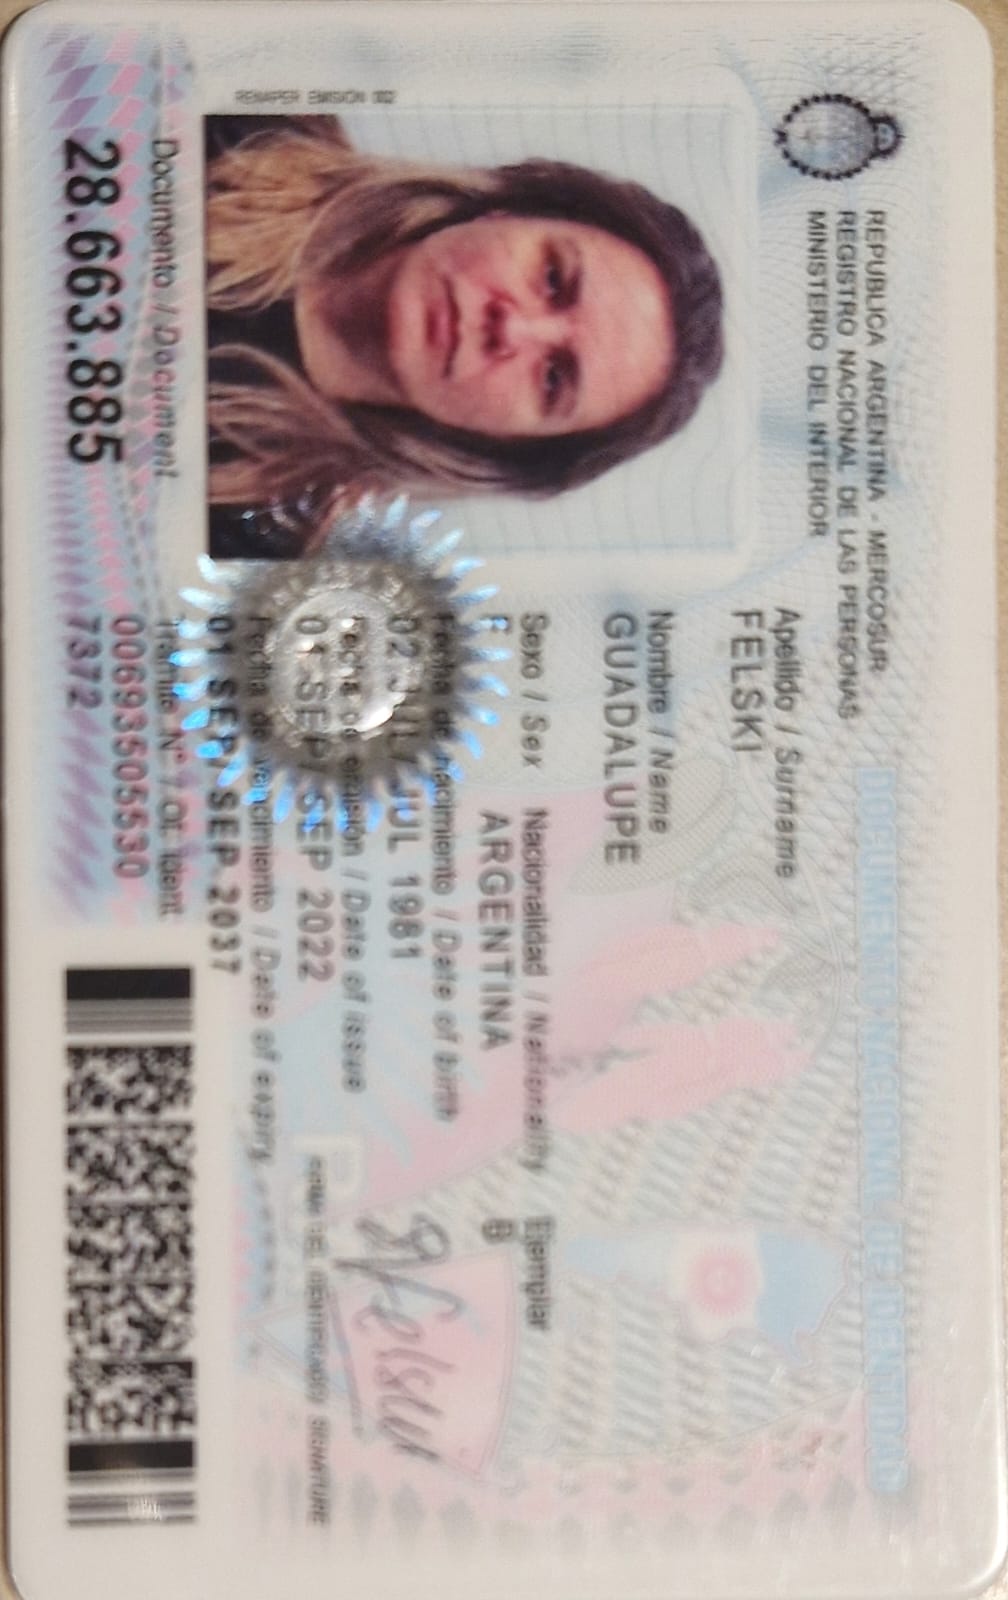 REPUBLICA ARGENTINA - MERCOSUR
REGISTRO NACIONAL DE LAS PERSONAS
MINISTERIO DEL INTERIOR
DOCUMENTO NACIONAL DE IDENTIDAD
RENAPER EMISION 002
Apellido / Surname
FELSKI
Nombre / Name
GUADALUPE
Sexo / Sex Nacionalidad / Nationality Ejemplar
F ARGENTINA B
Fecha de nacimiento / Date of birth
02 JUL/ JUL 1981
Fecha de emisión / Date of issue
01 SEP/ SEP 2022
Fecha de vencimiento / Date of expiry
01 SEP/ SEP 2037
FIRMA DEL IDENTIFICADO/ SIGNATURE
Documento / Document
28.663.885
Trámite N° / Of. ident.
00693505530
7372